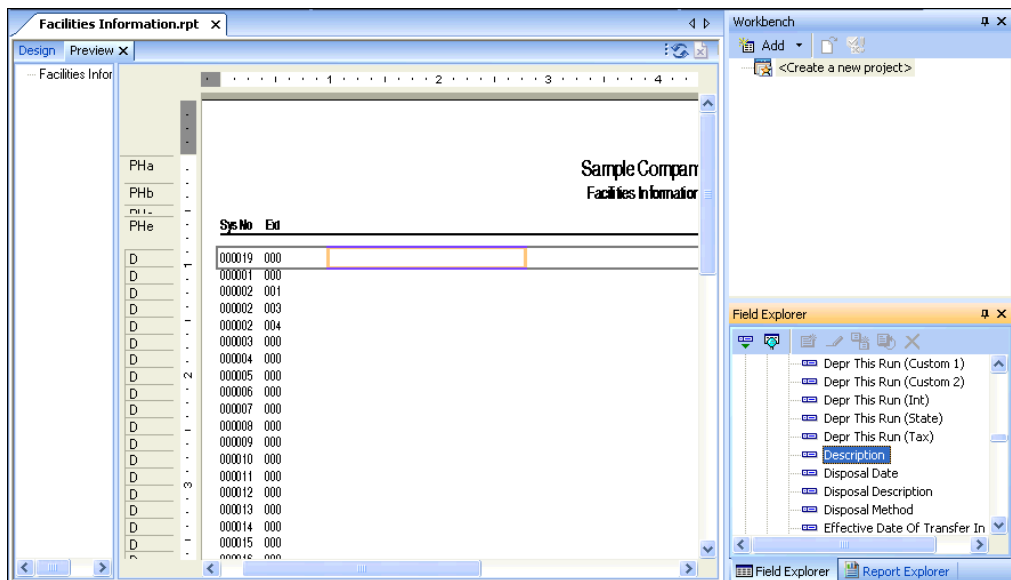 Facilities Information.rpt
Design Preview
Facilities Infor
1 2 3 4
PHa
PHb
PHe
Sample Compan
Facilities Information
Sys No Ext
D 000019 000
D 000001 000
D 000002 001
D 000002 003
D 000002 004
D 000003 000
D 000004 000
D 000005 000
D 000006 000
D 000007 000
D 000008 000
D 000009 000
D 000010 000
D 000011 000
D 000012 000
D 000013 000
D 000014 000
D 000015 000
1
2
3
Workbench
Add
<Create a new project>
Field Explorer
Depr This Run (Custom 1)
Depr This Run (Custom 2)
Depr This Run (Int)
Depr This Run (State)
Depr This Run (Tax)
Description
Disposal Date
Disposal Description
Disposal Method
Effective Date Of Transfer In
Field Explorer Report Explorer